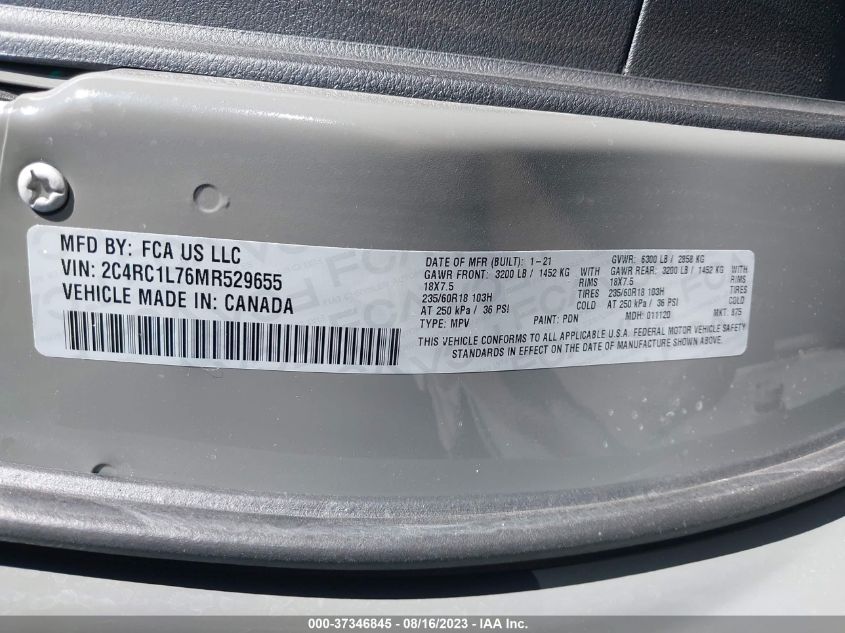 MFD BY: FCA US LLC
VIN: 2C4RC1L76MR529655
VEHICLE MADE IN: CANADA
DATE OF MFR (BUILT): 1-21 GVWR: 6300 LB / 2858 KG
GAWR FRONT: 3200 LB / 1452 KG WITH GAWR REAR: 3200 LB / 1452 KG WITH
18X7.5 RIMS 18X7.5 RIMS
235/60R18 103H TIRES 235/60R18 103H TIRES
AT 250 kPa / 36 PSI COLD AT 250 kPa / 36 PSI COLD
TYPE: MPV PAINT: PDN MDH: 011120 MKT: 875
THIS VEHICLE CONFORMS TO ALL APPLICABLE U.S.A. FEDERAL MOTOR VEHICLE SAFETY
STANDARDS IN EFFECT ON THE DATE OF MANUFACTURE SHOWN ABOVE.
000-37346845 - 08/16/2023 - IAAI.com